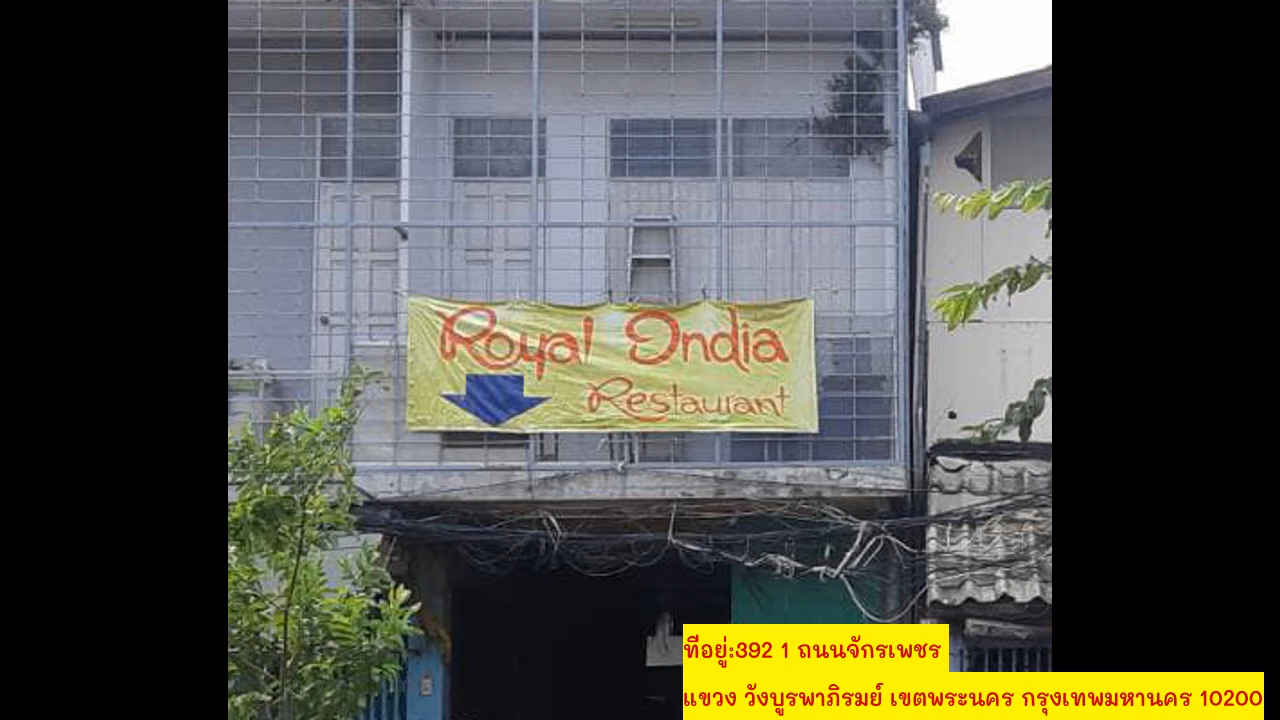 Royal India
Restaurant
ที่อยู่:392 1 ถนนจักรเพชร
แขวง วังบูรพาภิรมย์ เขตพระนคร กรุงเทพมหานคร 10200